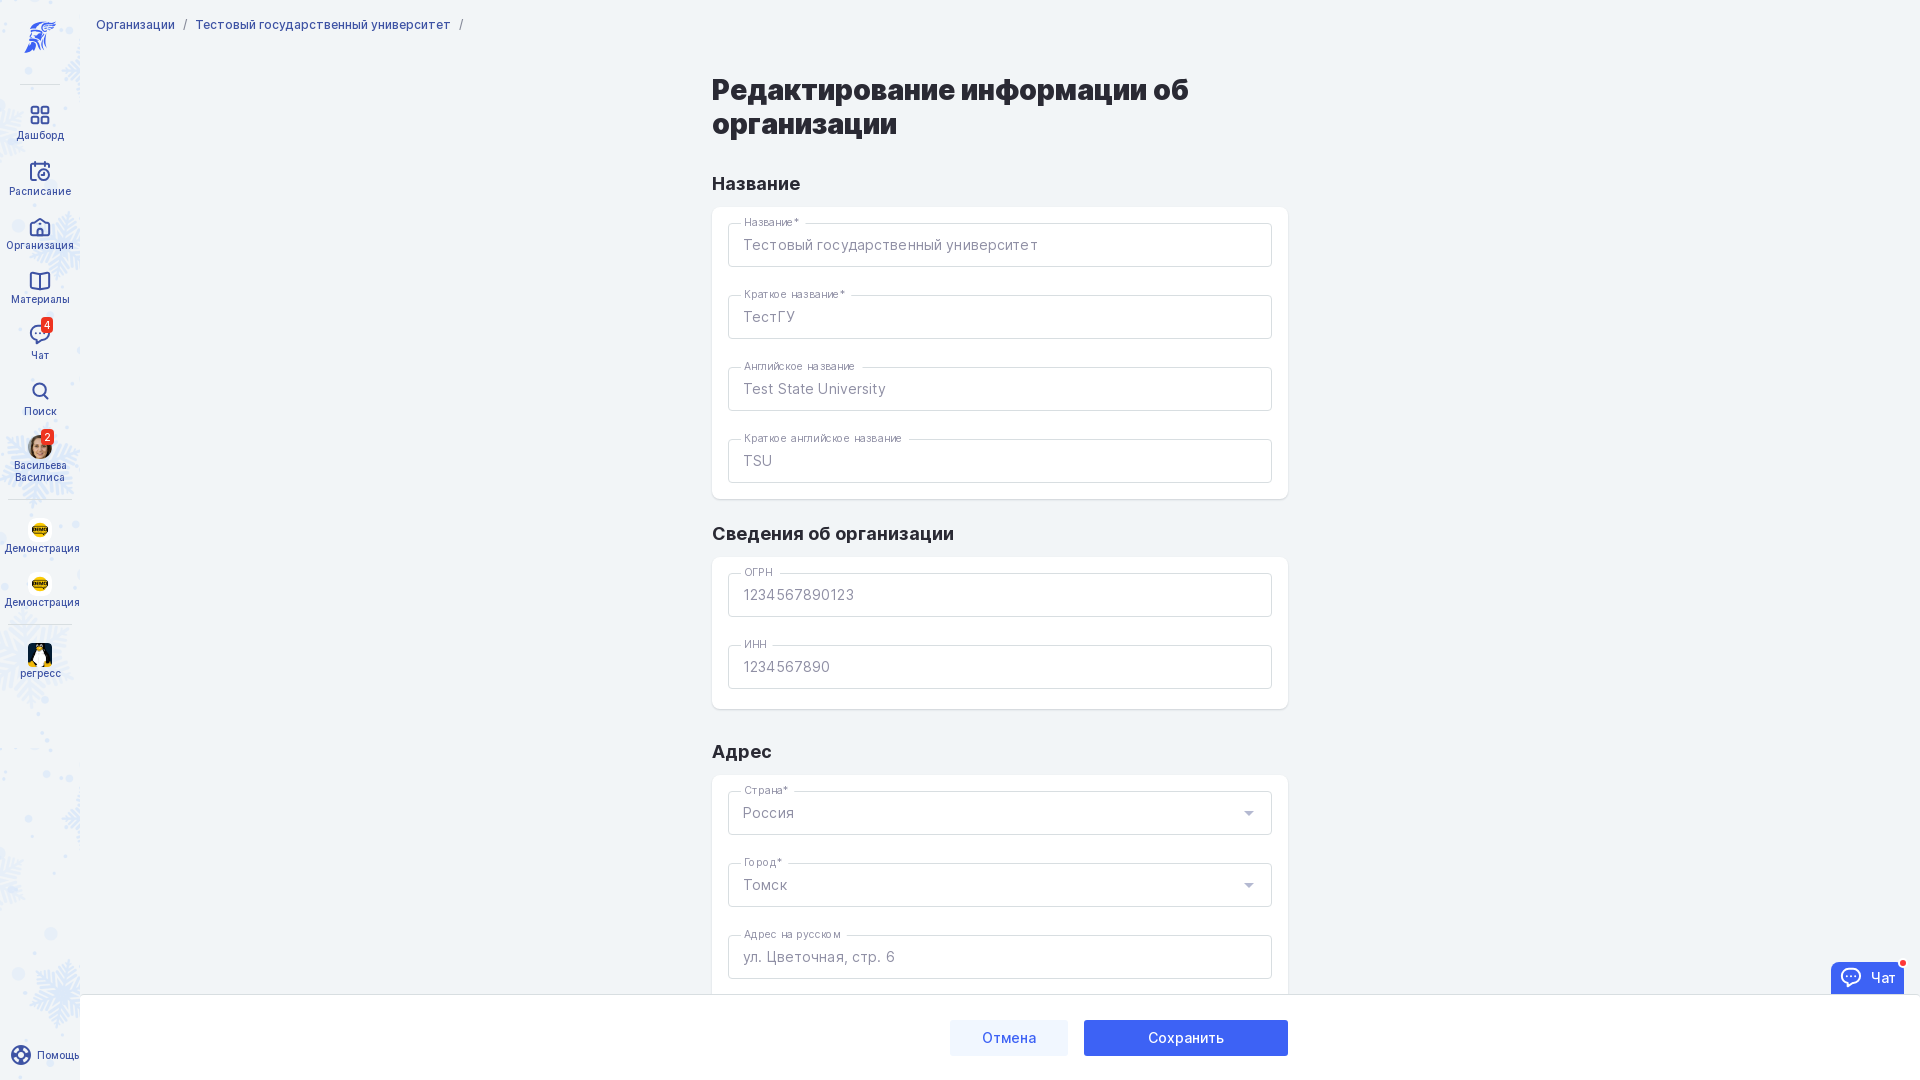 Организации / Тестовый государственный университет /
Дашборд
Расписание
Организация
Материалы
4
Чат
Поиск
2
Васильева
Василиса
DEMO
Демонстрация
DEMO
Демонстрация
регресс
Помощь
Редактирование информации об
организации
Название
Название*
Тестовый государственный университет
Краткое название*
ТестГУ
Английское название
Test State University
Краткое английское название
TSU
Сведения об организации
ОГРН
1234567890123
ИНН
1234567890
Адрес
Страна*
Россия
Город*
Томск
Адрес на русском
ул. Цветочная, стр. 6
Чат
Отмена
Сохранить